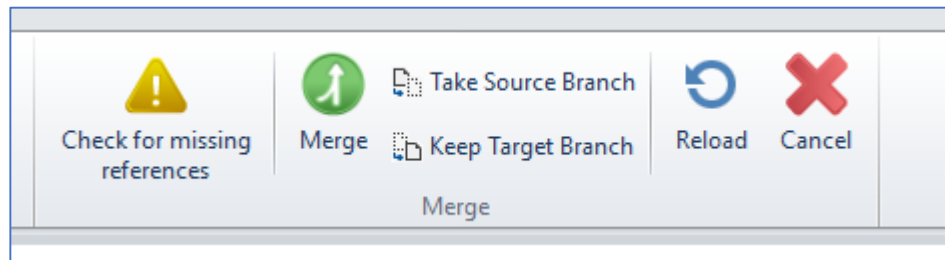 Check for missing
references
Merge
Take Source Branch
Keep Target Branch
Reload
Cancel
Merge